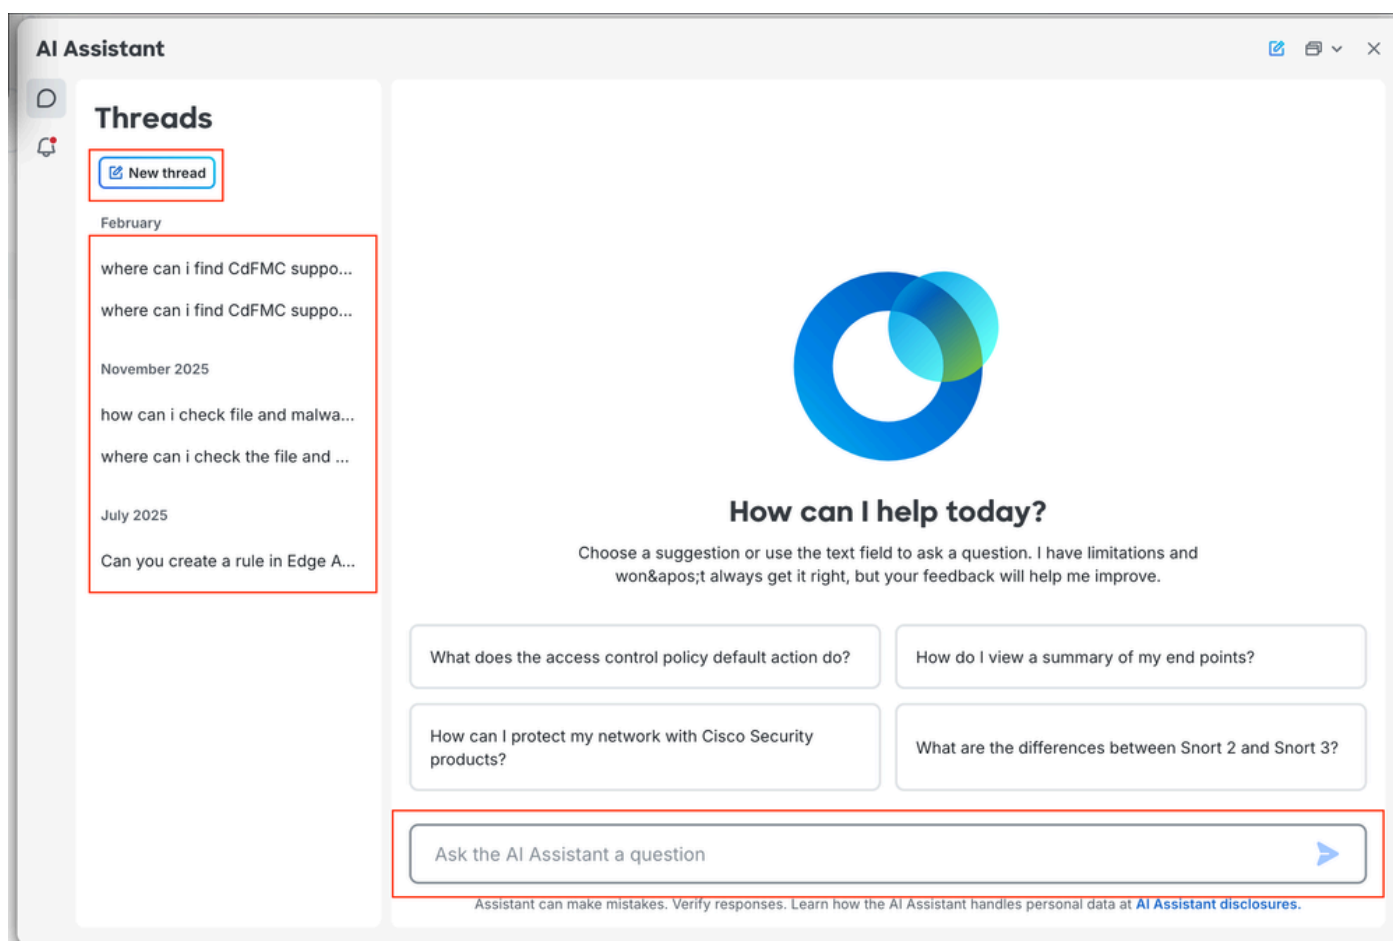 AI Assistant
Threads
New thread
February
where can i find CdFMC suppo...
where can i find CdFMC suppo...
November 2025
how can i check file and malwa...
where can i check the file and ...
July 2025
Can you create a rule in Edge A...
How can I help today?
Choose a suggestion or use the text field to ask a question. I have limitations and
won&apos;t always get it right, but your feedback will help me improve.
What does the access control policy default action do?
How do I view a summary of my end points?
How can I protect my network with Cisco Security
products?
What are the differences between Snort 2 and Snort 3?
Ask the AI Assistant a question
Assistant can make mistakes. Verify responses. Learn how the AI Assistant handles personal data at AI Assistant disclosures.